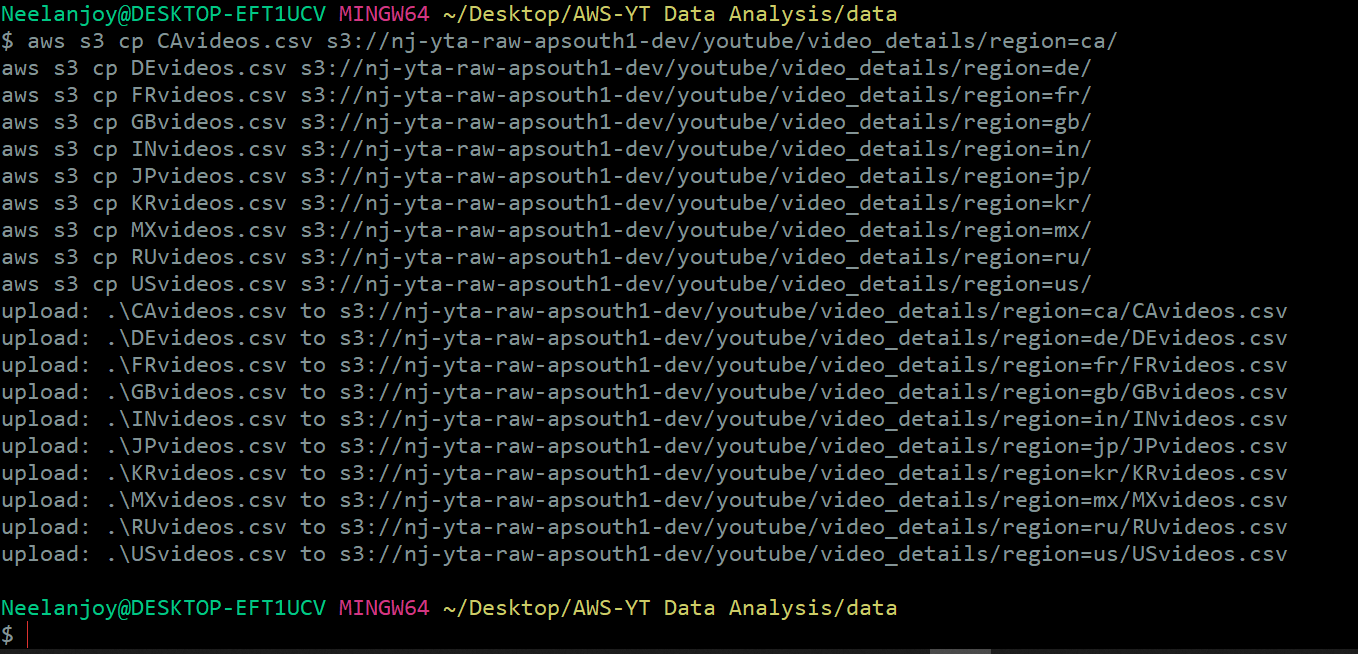 Neelanjoy@DESKTOP-EFT1UCV MINGW64 ~/Desktop/AWS-YT Data Analysis/data
$ aws s3 cp CAvideos.csv s3://nj-yta-raw-apsouth1-dev/youtube/video_details/region=ca/
aws s3 cp DEvideos.csv s3://nj-yta-raw-apsouth1-dev/youtube/video_details/region=de/
aws s3 cp FRvideos.csv s3://nj-yta-raw-apsouth1-dev/youtube/video_details/region=fr/
aws s3 cp GBvideos.csv s3://nj-yta-raw-apsouth1-dev/youtube/video_details/region=gb/
aws s3 cp INvideos.csv s3://nj-yta-raw-apsouth1-dev/youtube/video_details/region=in/
aws s3 cp JPvideos.csv s3://nj-yta-raw-apsouth1-dev/youtube/video_details/region=jp/
aws s3 cp KRvideos.csv s3://nj-yta-raw-apsouth1-dev/youtube/video_details/region=kr/
aws s3 cp MXvideos.csv s3://nj-yta-raw-apsouth1-dev/youtube/video_details/region=mx/
aws s3 cp RUvideos.csv s3://nj-yta-raw-apsouth1-dev/youtube/video_details/region=ru/
aws s3 cp USvideos.csv s3://nj-yta-raw-apsouth1-dev/youtube/video_details/region=us/
upload: .\CAvideos.csv to s3://nj-yta-raw-apsouth1-dev/youtube/video_details/region=ca/CAvideos.csv
upload: .\DEvideos.csv to s3://nj-yta-raw-apsouth1-dev/youtube/video_details/region=de/DEvideos.csv
upload: .\FRvideos.csv to s3://nj-yta-raw-apsouth1-dev/youtube/video_details/region=fr/FRvideos.csv
upload: .\GBvideos.csv to s3://nj-yta-raw-apsouth1-dev/youtube/video_details/region=gb/GBvideos.csv
upload: .\INvideos.csv to s3://nj-yta-raw-apsouth1-dev/youtube/video_details/region=in/INvideos.csv
upload: .\JPvideos.csv to s3://nj-yta-raw-apsouth1-dev/youtube/video_details/region=jp/JPvideos.csv
upload: .\KRvideos.csv to s3://nj-yta-raw-apsouth1-dev/youtube/video_details/region=kr/KRvideos.csv
upload: .\MXvideos.csv to s3://nj-yta-raw-apsouth1-dev/youtube/video_details/region=mx/MXvideos.csv
upload: .\RUvideos.csv to s3://nj-yta-raw-apsouth1-dev/youtube/video_details/region=ru/RUvideos.csv
upload: .\USvideos.csv to s3://nj-yta-raw-apsouth1-dev/youtube/video_details/region=us/USvideos.csv
Neelanjoy@DESKTOP-EFT1UCV MINGW64 ~/Desktop/AWS-YT Data Analysis/data
$